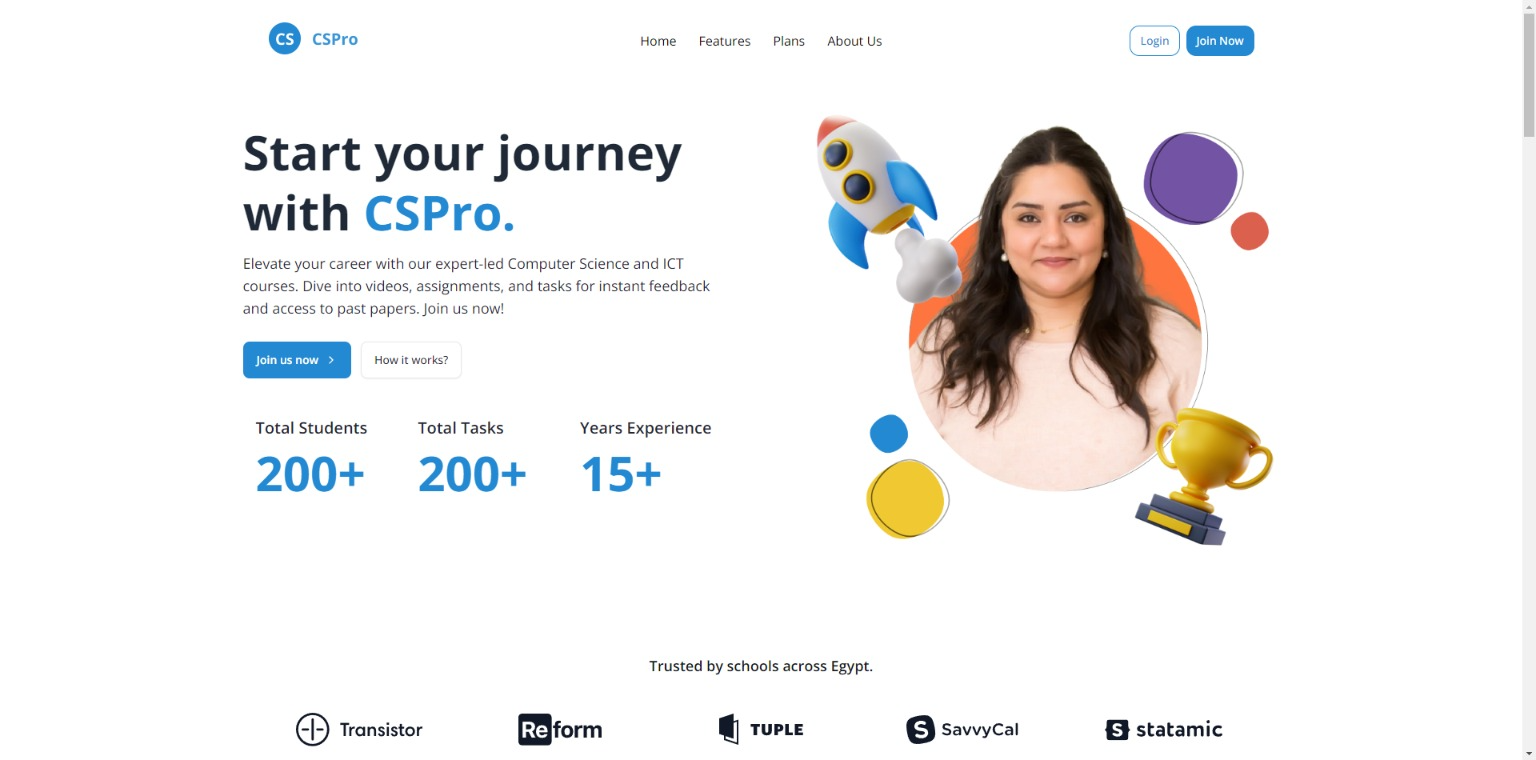 CS CSPro
Home Features Plans About Us
Login Join Now
Start your journey
with CSPro.
Elevate your career with our expert-led Computer Science and ICT
courses. Dive into videos, assignments, and tasks for instant feedback
and access to past papers. Join us now!
Join us now How it works?
Total Students Total Tasks Years Experience
200+ 200+ 15+
Trusted by schools across Egypt.
Transistor Reform TUPLE S SavvyCal S statamic